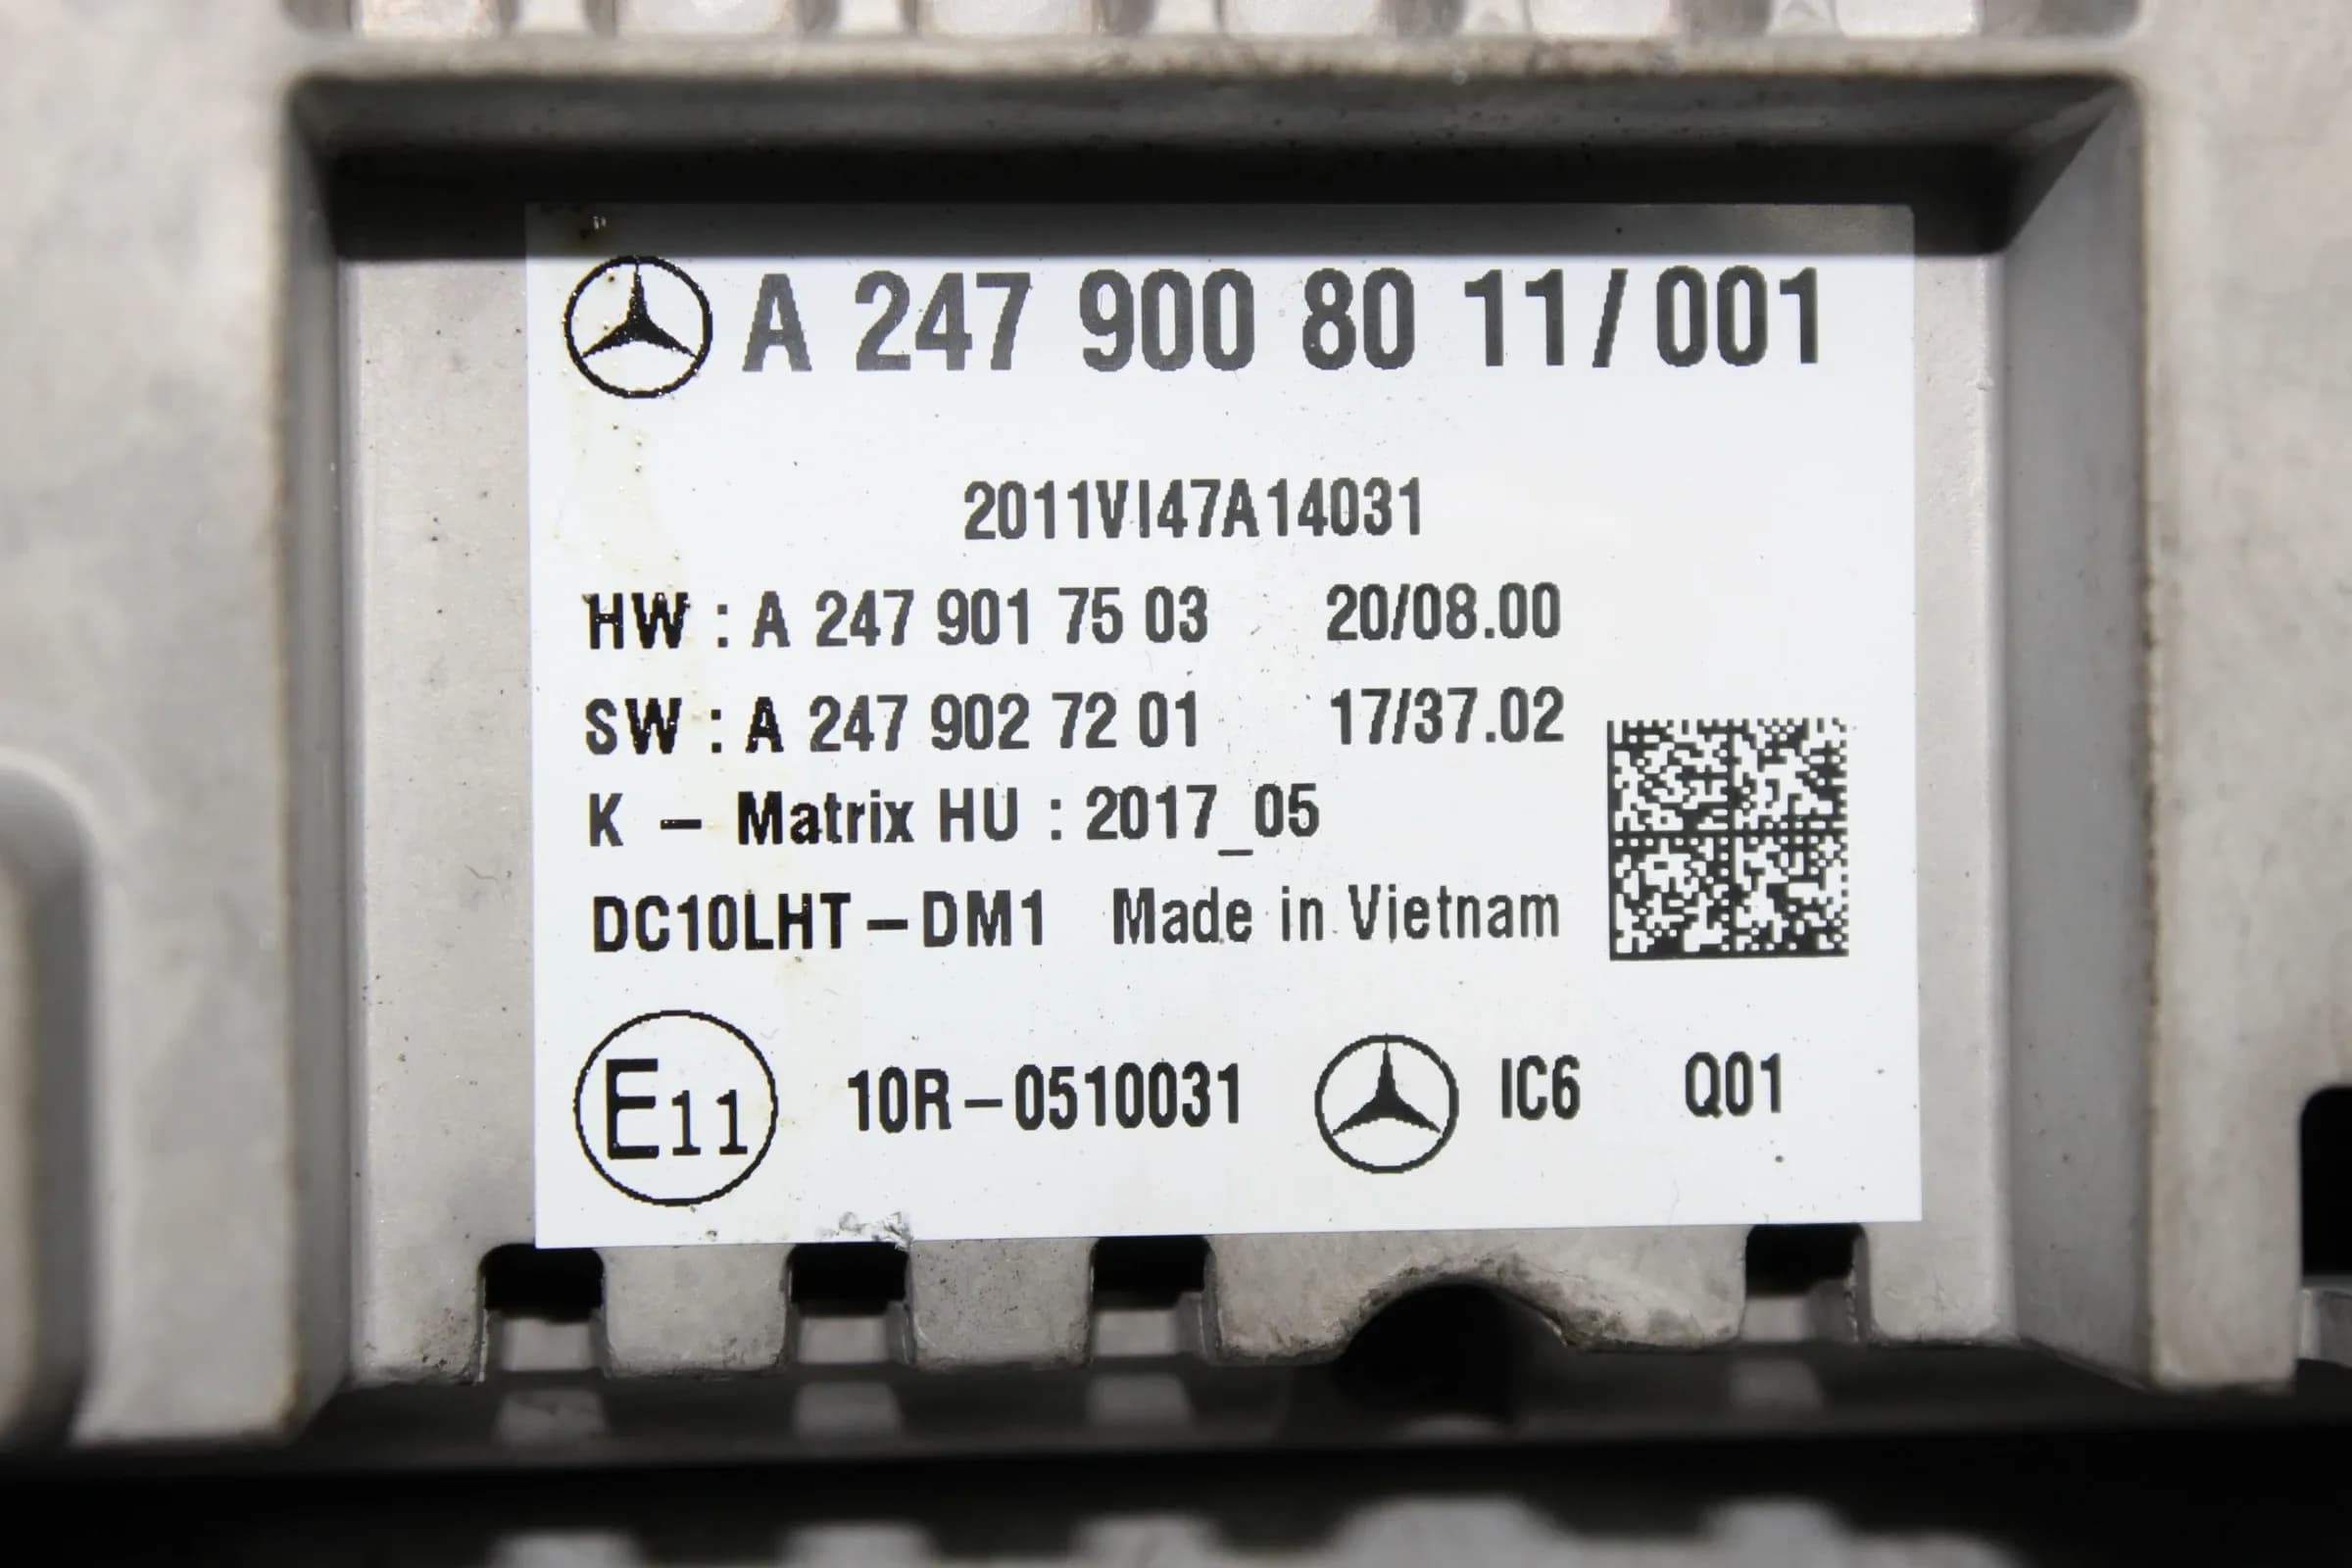 A 247 900 80 11/001
2011VI47A14031
HW : A 247 901 75 03 20/08.00
SW : A 247 902 72 01 17/37.02
K – Matrix HU : 2017_05
DC10LHT–DM1 Made in Vietnam
E11 10R–0510031 IC6 Q01